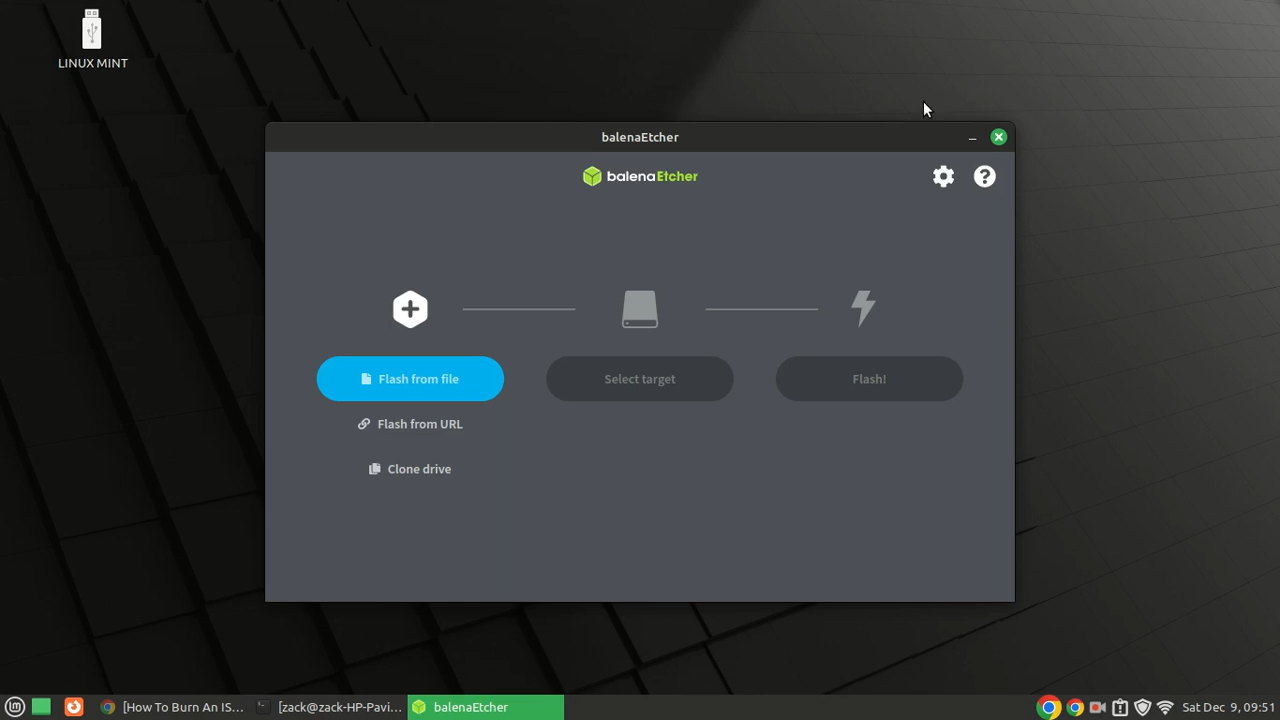 LINUX MINT
balenaEtcher
balenaEtcher
Flash from file
Select target
Flash!
Flash from URL
Clone drive
[How To Burn An IS...
[zack@zack-HP-Pavi...
balenaEtcher
Sat Dec 9, 09:51